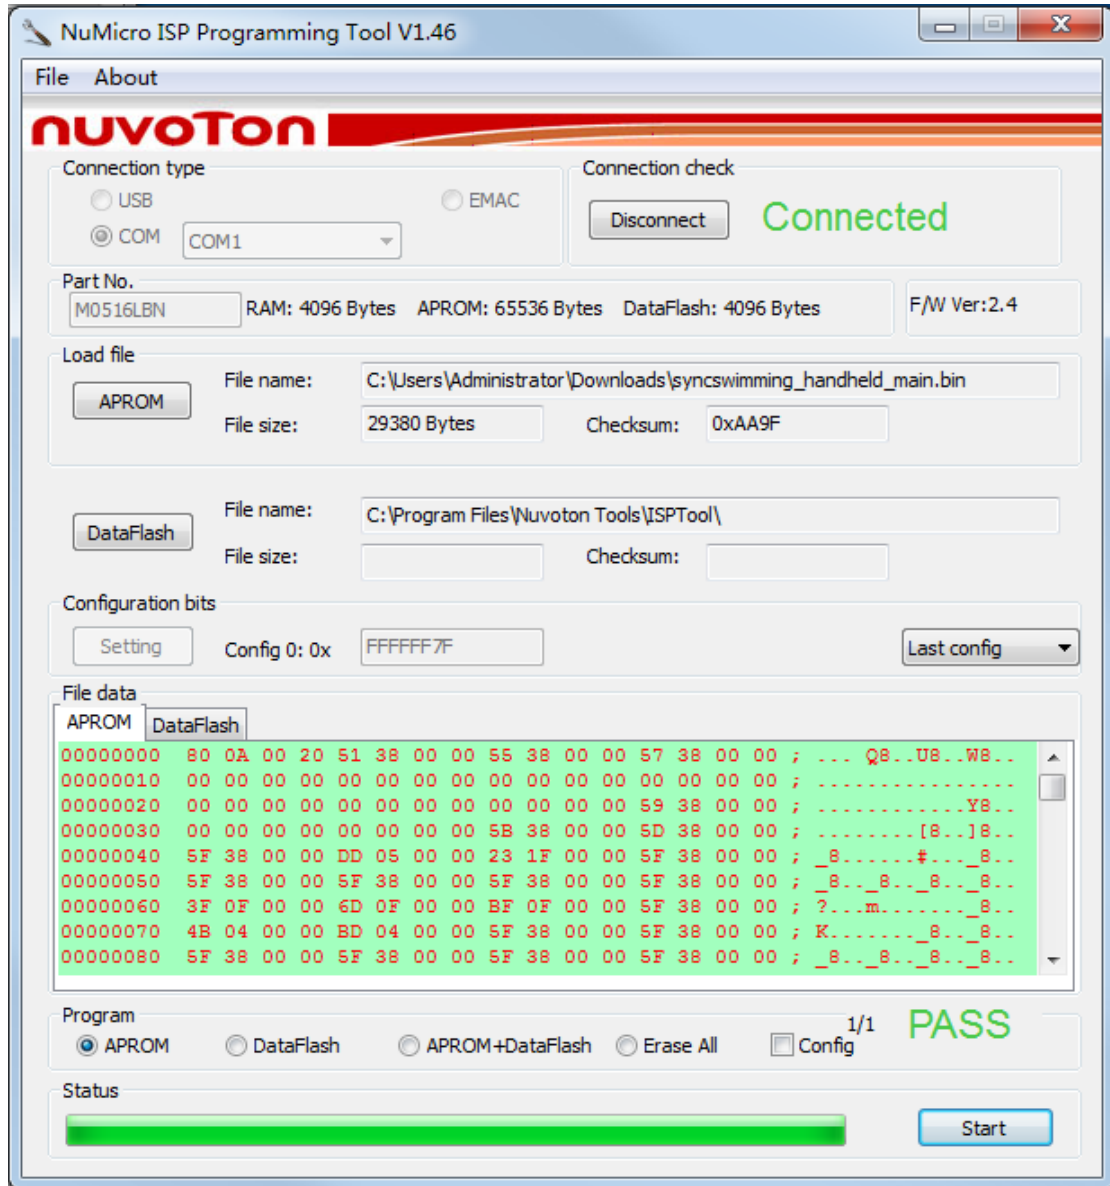 NuMicro ISP Programming Tool V1.46
File About
nuvoTon
Connection type
USB
EMAC
COM COM1
Connection check
Disconnect Connected
Part No.
M0516LBN RAM: 4096 Bytes APROM: 65536 Bytes DataFlash: 4096 Bytes
F/W Ver:2.4
Load file
APROM
File name: C:\Users\Administrator\Downloads\syncswimming_handheld_main.bin
File size: 29380 Bytes Checksum: 0xAA9F
DataFlash
File name: C:\Program Files\Nuvoton Tools\ISPTool\
File size: Checksum:
Configuration bits
Setting Config 0: 0x FFFFFF7F Last config
File data
APROM DataFlash
00000000 80 0A 00 20 51 38 00 00 55 38 00 00 57 38 00 00 ; ... Q8..U8..W8..
00000010 00 00 00 00 00 00 00 00 00 00 00 00 00 00 00 00 ; ................
00000020 00 00 00 00 00 00 00 00 00 00 00 00 59 38 00 00 ; ............Y8..
00000030 00 00 00 00 00 00 00 00 5B 38 00 00 5D 38 00 00 ; ........[8..]8..
00000040 5F 38 00 00 DD 05 00 00 23 1F 00 00 5F 38 00 00 ; _8......#..._8..
00000050 5F 38 00 00 5F 38 00 00 5F 38 00 00 5F 38 00 00 ; _8.._8.._8.._8..
00000060 3F 0F 00 00 6D 0F 00 00 BF 0F 00 00 5F 38 00 00 ; ?...m......._8..
00000070 4B 04 00 00 BD 04 00 00 5F 38 00 00 5F 38 00 00 ; K......._8.._8..
00000080 5F 38 00 00 5F 38 00 00 5F 38 00 00 5F 38 00 00 ; _8.._8.._8.._8..
Program
APROM DataFlash APROM+DataFlash Erase All Config 1/1 PASS
Status
Start